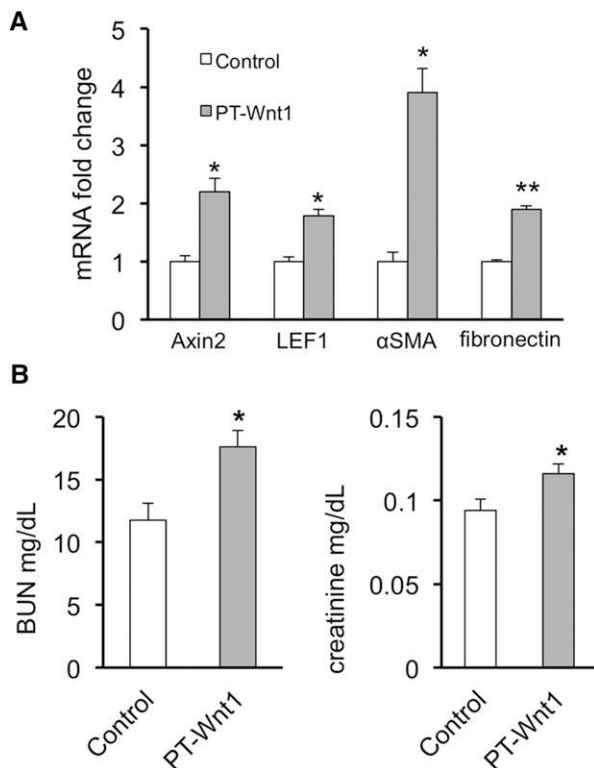 A
mRNA fold change
5
4
3
2
1
0
Control
PT-Wnt1
*
*
*
**
Axin2 LEF1 αSMA fibronectin
B
BUN mg/dL
20
15
10
5
0
*
Control
PT-Wnt1
creatinine mg/dL
0.15
0.1
0.05
0
*
Control
PT-Wnt1